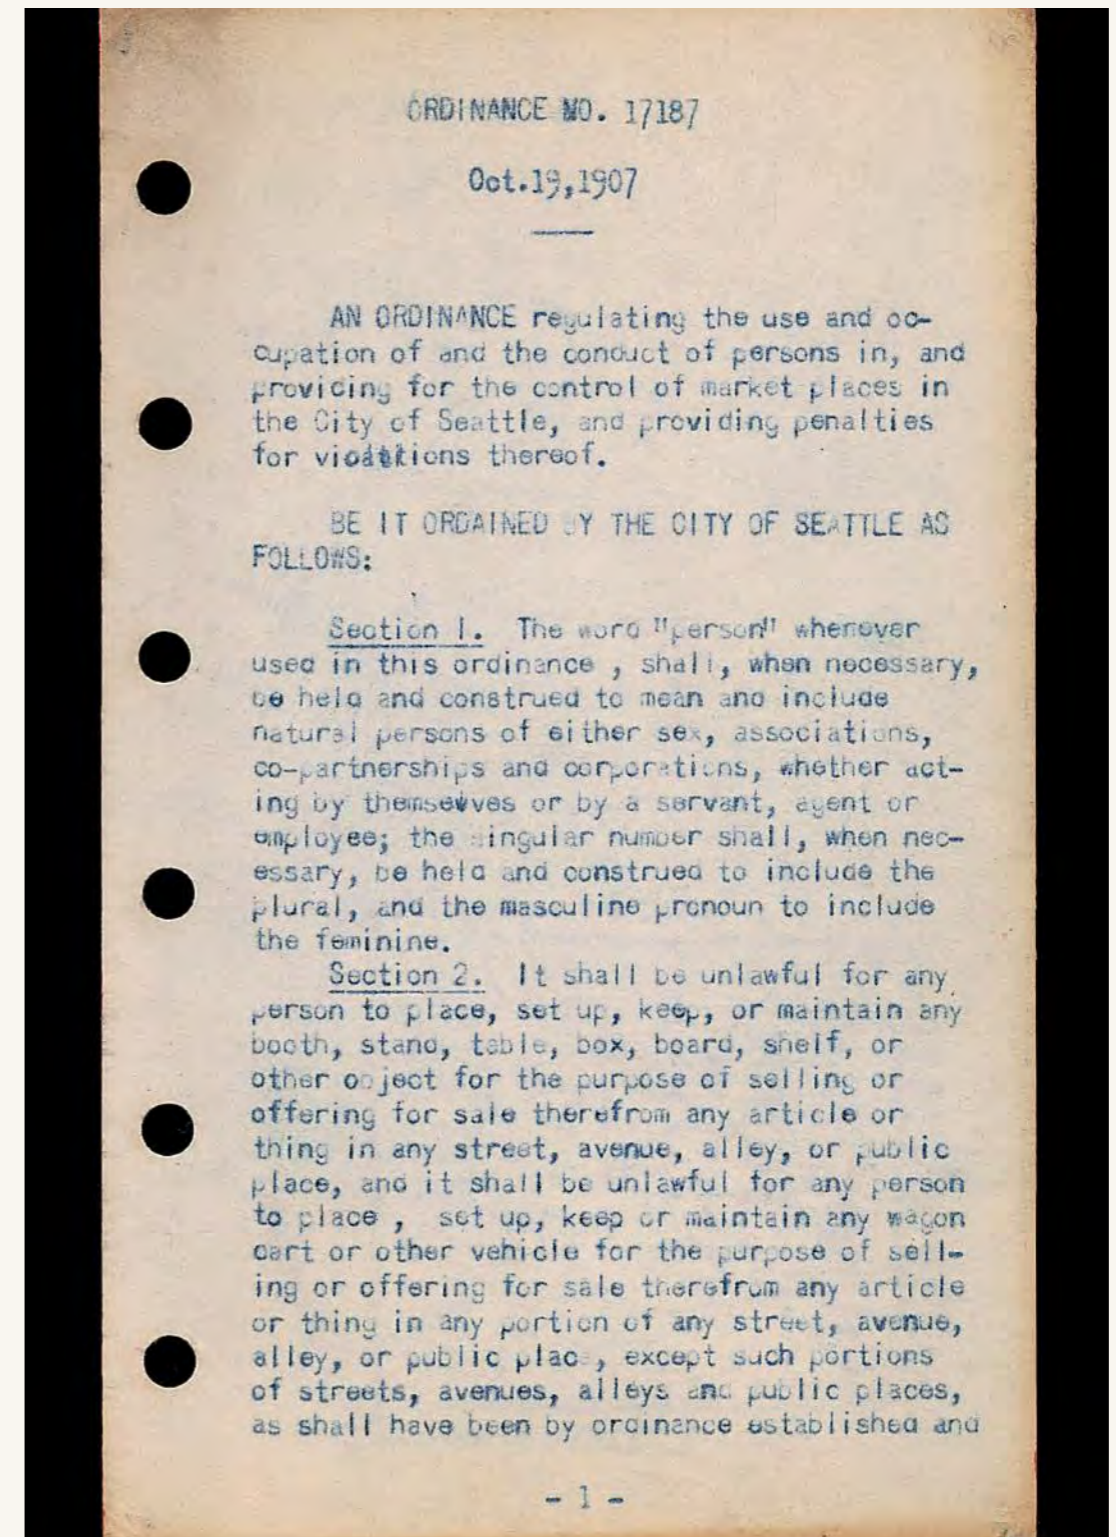 ORDINANCE NO. 17187
Oct.19,1907
AN ORDINANCE regulating the use and oc-
cupation of and the conduct of persons in, and
providing for the control of market places in
the City of Seattle, and providing penalties
for thereof.
BE IT ORDAINED BY THE CITY OF SEATTLE AS
FOLLOWS:
Section 1. The word "person" wherever
used in this ordinance , shall, when necessary,
be held and construed to mean and include
natural persons of either sex, associations,
co-partnerships and corporations, whether act-
ing by themselves or by a servant, agent or
employee; the singular number shall, when nec-
essary, be held and construed to include the
plural, and the masculine pronoun to include
the feminine.
Section 2. It shall be unlawful for any
person to place, set up, keep, or maintain any
booth, stand, table, box, board, shelf, or
other object for the purpose of selling or
offering for sale therefrom any article or
thing in any street, avenue, alley, or public
place, and it shall be unlawful for any person
to place , set up, keep or maintain any wagon
cart or other vehicle for the purpose of sell-
ing or offering for sale therefrom any article
or thing in any portion of any street, avenue,
alley, or public place, except such portions
of streets, avenues, alleys and public places,
as shall have been by ordinance established and
- 1 -